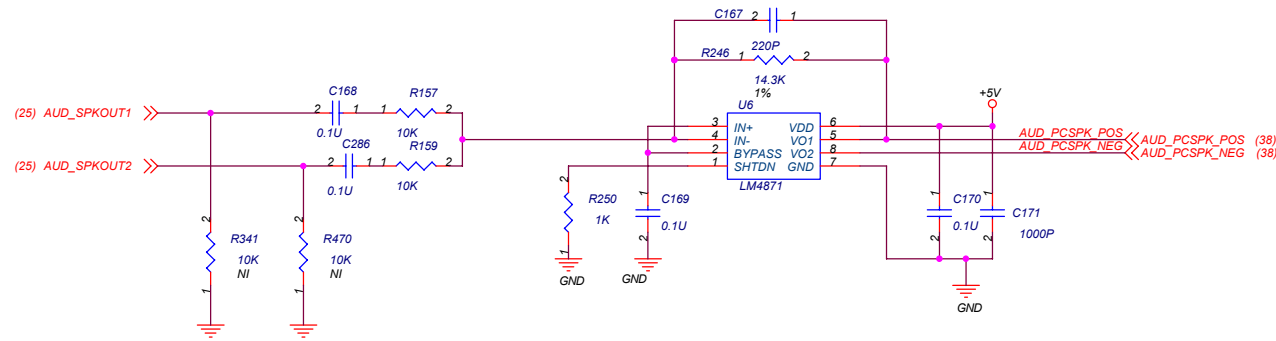 C167 2 1
220P
R246 1 2
14.3K
1%
+5V
U6
C168
R157
(25) AUD_SPKOUT1 2 1 1 2
0.1U 10K
C286
R159
(25) AUD_SPKOUT2 2 1 1 2
0.1U 10K
3 IN+ VDD 6
4 IN- VO1 5
2 BYPASS VO2 8
1 SHTDN GND 7
LM4871
AUD_PCSPK_POS AUD_PCSPK_POS (38)
AUD_PCSPK_NEG AUD_PCSPK_NEG (38)
2 R250 1
1K
GND
1 C169 2
0.1U
GND
1 C170 2
0.1U
1 C171 2
1000P
GND
2 R341 1
10K
NI
2 R470 1
10K
NI